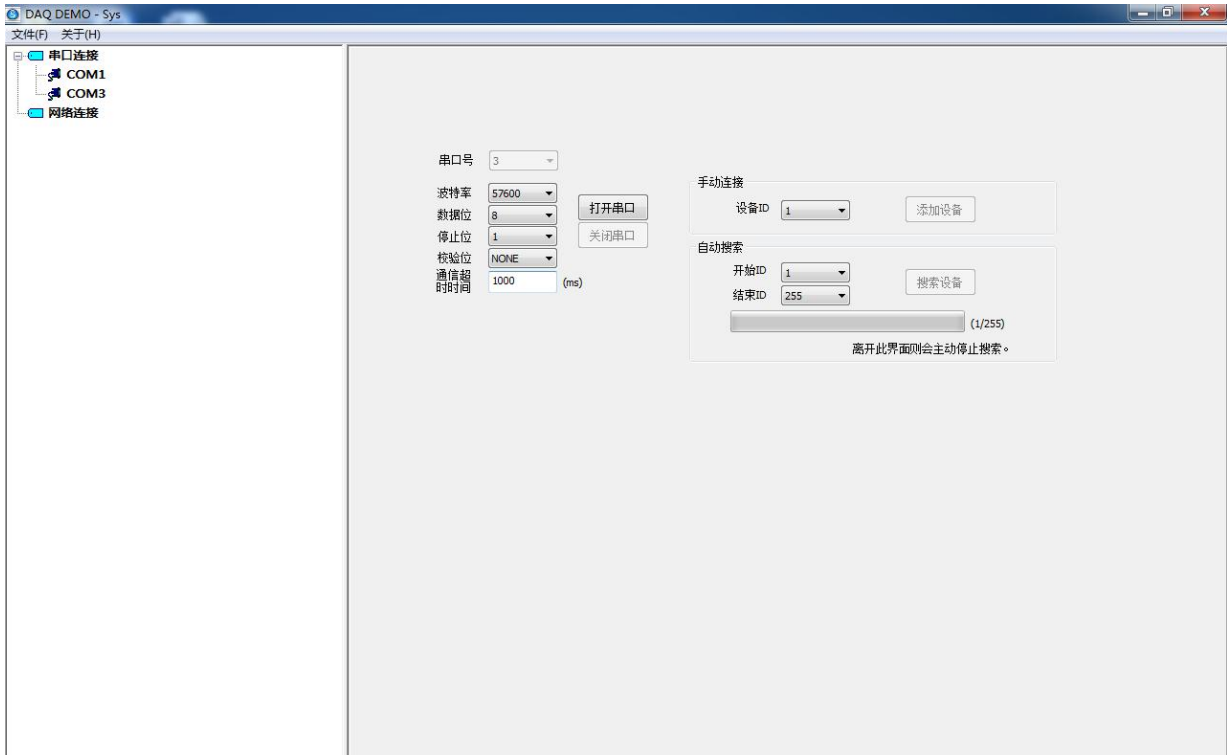 DAQ DEMO - Sys
文件(F) 关于(H)
串口连接
COM1
COM3
网络连接
串口号 3
波特率 57600
数据位 8
停止位 1
校验位 NONE
通信超
时时间 1000 (ms)
打开串口
关闭串口
手动连接
设备ID 1 添加设备
自动搜索
开始ID 1
结束ID 255
搜索设备
(1/255)
离开此界面则会主动停止搜索。